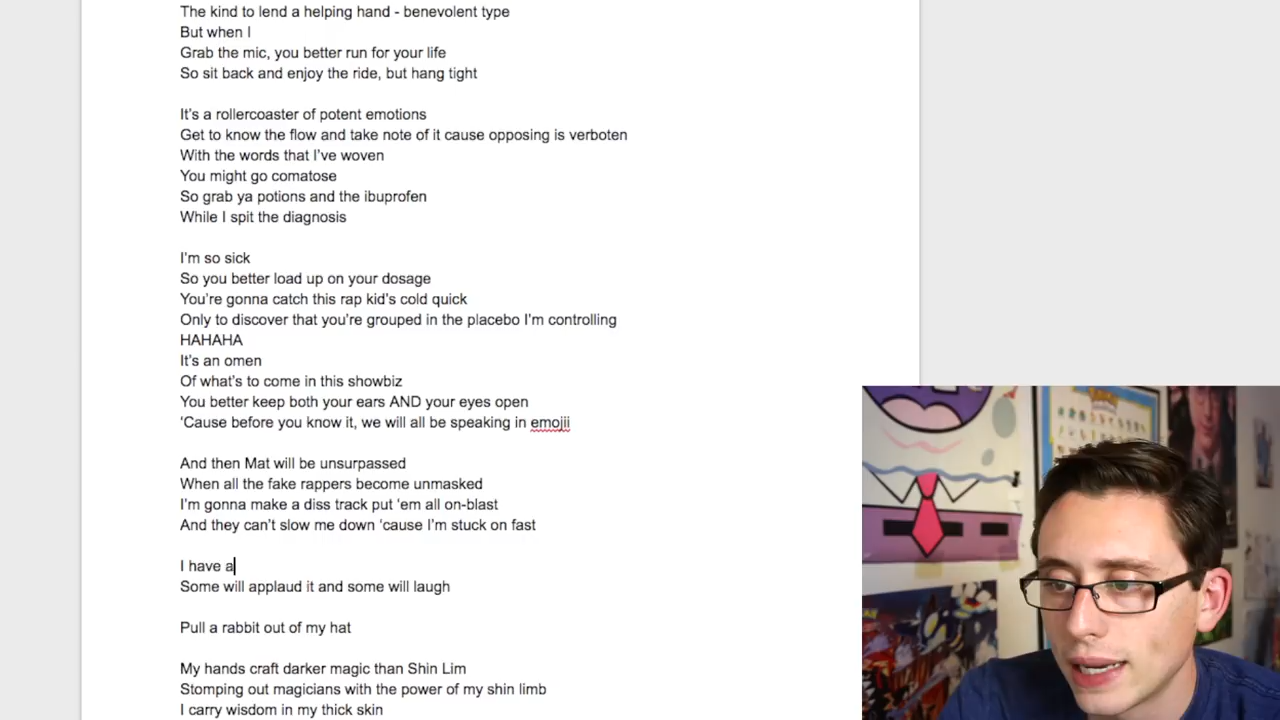 The kind to lend a helping hand - benevolent type
But when I
Grab the mic, you better run for your life
So sit back and enjoy the ride, but hang tight
It's a rollercoaster of potent emotions
Get to know the flow and take note of it cause opposing is verboten
With the words that I've woven
You might go comatose
So grab ya potions and the ibuprofen
While I spit the diagnosis
I'm so sick
So you better load up on your dosage
You're gonna catch this rap kid's cold quick
Only to discover that you're grouped in the placebo I'm controlling
HAHAHA
It's an omen
Of what's to come in this showbiz
You better keep both your ears AND your eyes open
‘Cause before you know it, we will all be speaking in emojii
And then Mat will be unsurpassed
When all the fake rappers become unmasked
I'm gonna make a diss track put ‘em all on-blast
And they can't slow me down ‘cause I'm stuck on fast
I have a
Some will applaud it and some will laugh
Pull a rabbit out of my hat
My hands craft darker magic than Shin Lim
Stomping out magicians with the power of my shin limb
I carry wisdom in my thick skin